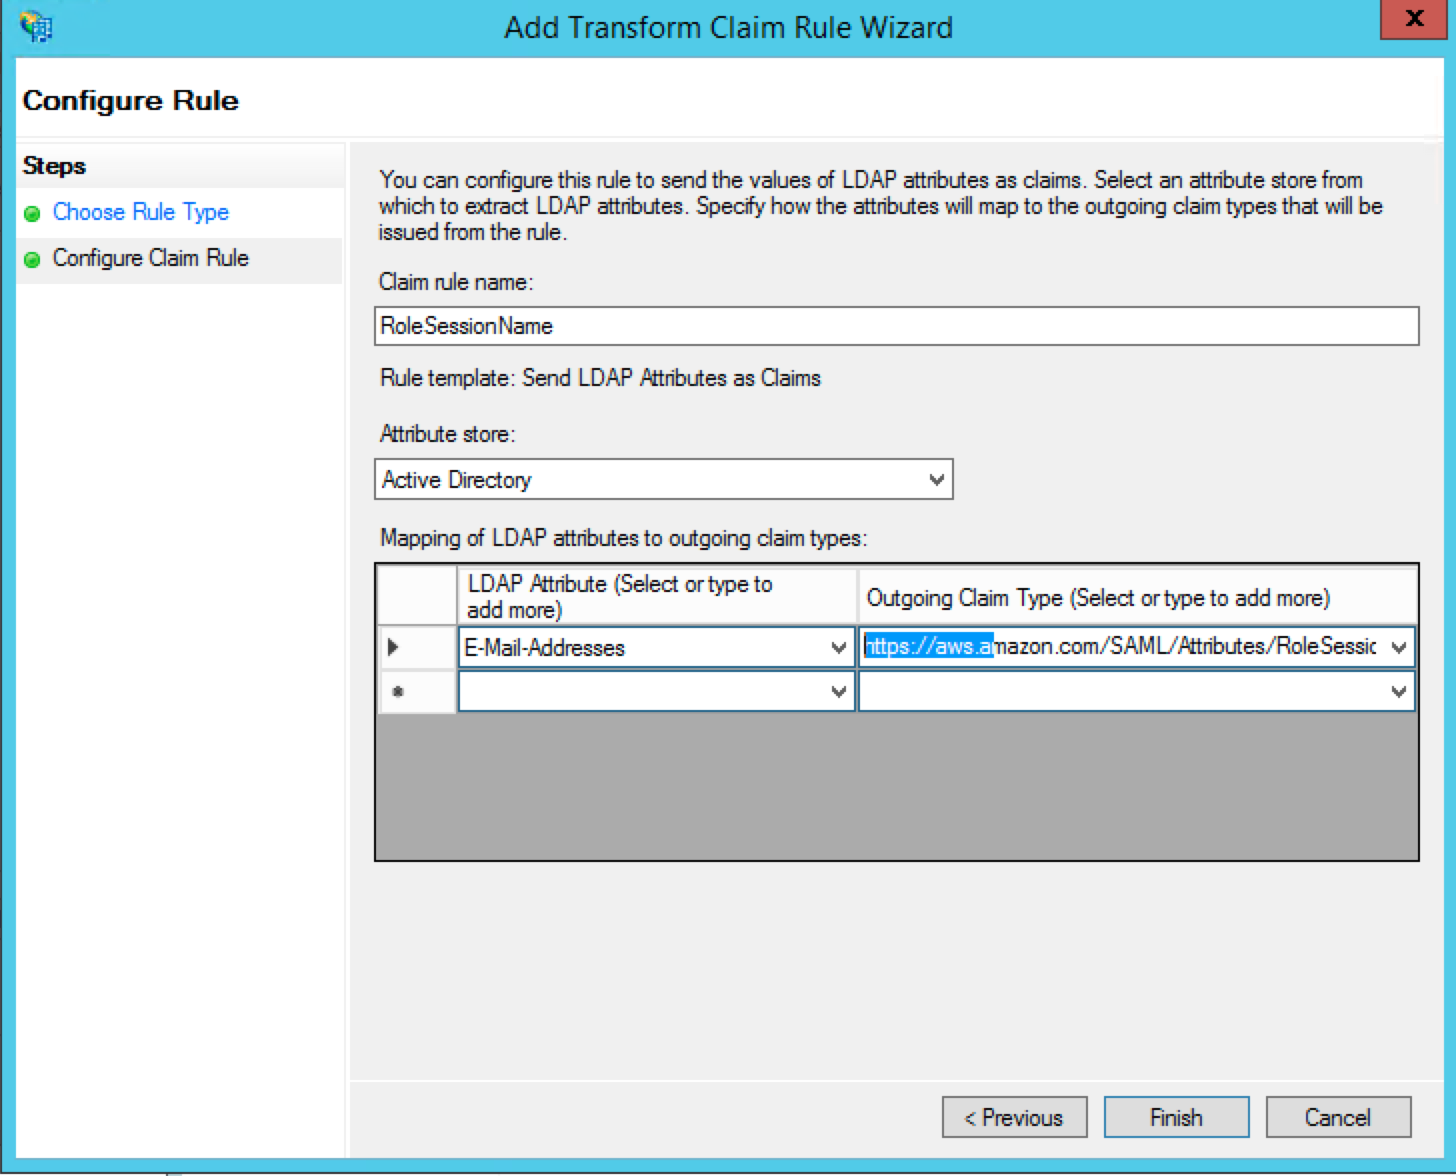 Add Transform Claim Rule Wizard
x
Configure Rule
Steps
Choose Rule Type
Configure Claim Rule
You can configure this rule to send the values of LDAP attributes as claims. Select an attribute store from
which to extract LDAP attributes. Specify how the attributes will map to the outgoing claim types that will be
issued from the rule.
Claim rule name:
RoleSessionName
Rule template: Send LDAP Attributes as Claims
Attribute store:
Active Directory
Mapping of LDAP attributes to outgoing claim types:
LDAP Attribute (Select or type to
add more)
Outgoing Claim Type (Select or type to add more)
E-Mail-Addresses
https://aws.amazon.com/SAML/Attributes/RoleSessic
< Previous
Finish
Cancel